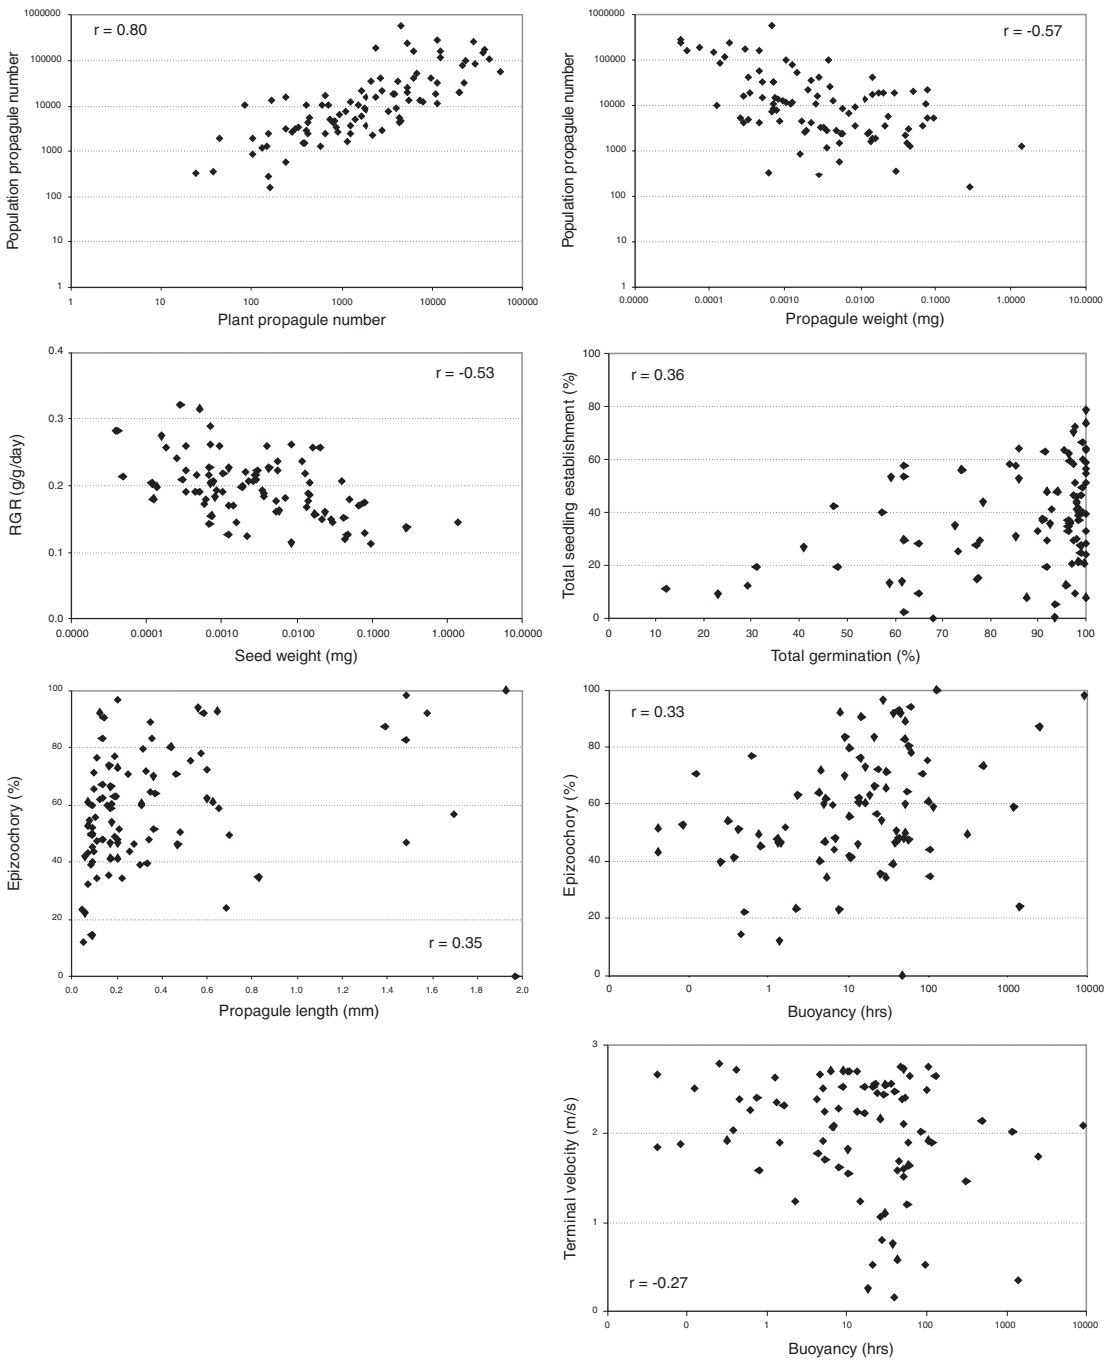 r = 0.80
Population propagule number
1000000
100000
10000
1000
100
10
1
1 10 100 1000 10000 100000
Plant propagule number
r = -0.57
Population propagule number
1000000
100000
10000
1000
100
10
1
0.0000 0.0001 0.0010 0.0100 0.1000 1.0000 10.0000
Propagule weight (mg)
r = -0.53
RGR (g/g/day)
0.4
0.3
0.2
0.1
0.0
0.0000 0.0001 0.0010 0.0100 0.1000 1.0000 10.0000
Seed weight (mg)
r = 0.36
Total seedling establishment (%)
100
80
60
40
20
0
0 10 20 30 40 50 60 70 80 90 100
Total germination (%)
Epizoochory (%)
100
80
60
40
20
0
r = 0.35
0.0 0.2 0.4 0.6 0.8 1.0 1.2 1.4 1.6 1.8 2.0
Propagule length (mm)
r = 0.33
Epizoochory (%)
100
80
60
40
20
0
0 0 1 10 100 1000 10000
Buoyancy (hrs)
Terminal velocity (m/s)
3
2
1
0
r = -0.27
0 0 1 10 100 1000 10000
Buoyancy (hrs)